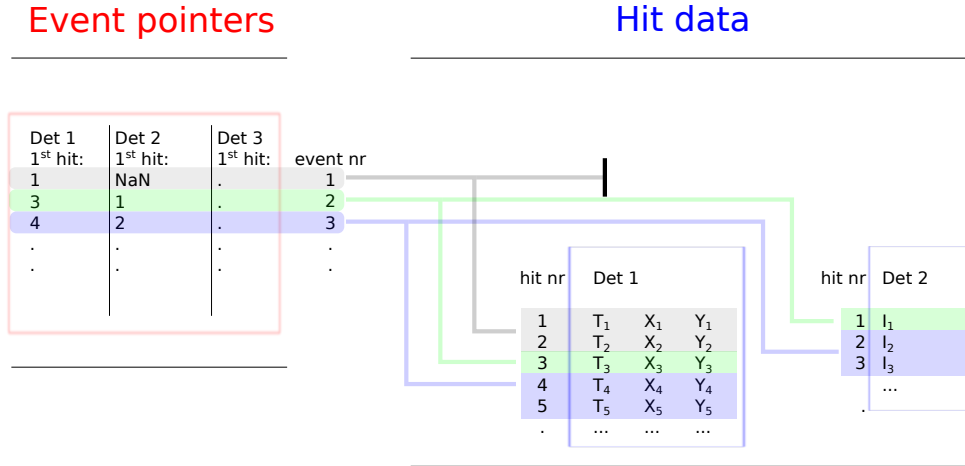 Event pointers
Hit data
Det 1 Det 2 Det 3
1st hit: 1st hit: 1st hit: event nr
1 NaN . 1
3 1 . 2
4 2 . 3
. . . .
. . . .
hit nr Det 1
1 T1 X1 Y1
2 T2 X2 Y2
3 T3 X3 Y3
4 T4 X4 Y4
5 T5 X5 Y5
. ... ... ...
hit nr Det 2
1 I1
2 I2
3 I3
...
.